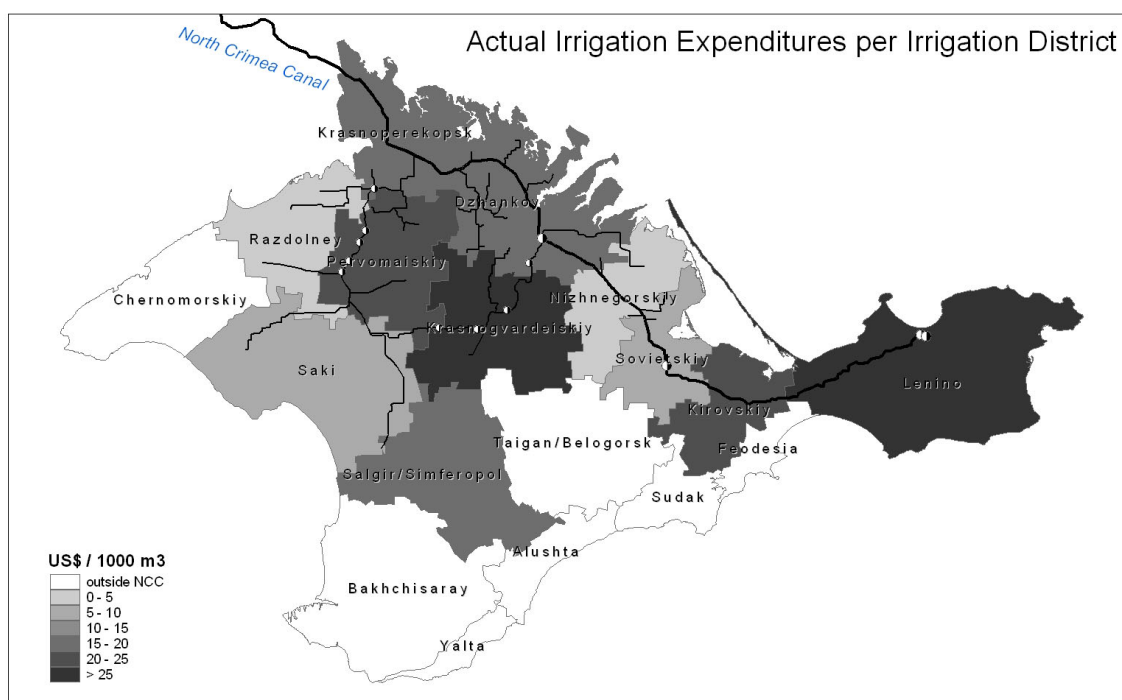 Actual Irrigation Expenditures per Irrigation District
North Crimea Canal
Krasnoperekopsk
Dzhankoy
Razdolney
Pervomaiskiy
Chernomorskiy
Nizhnegorskiy
Krasnogvardeiskiy
Saki
Sovietskiy
Lenino
Kirovskiy
Taigan/Belogorsk
Feodesia
Salgir/Simferopol
Sudak
Alushta
Bakhchisaray
Yalta
US$ / 1000 m3
outside NCC
0 - 5
5 - 10
10 - 15
15 - 20
20 - 25
> 25